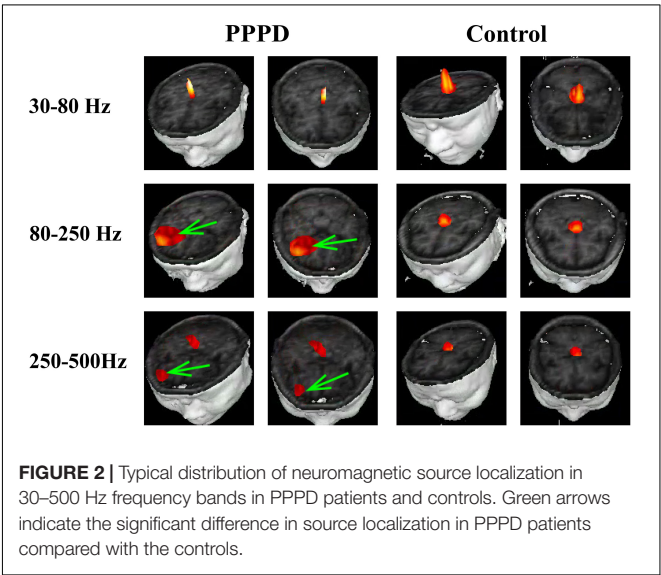 PPPD Control
30-80 Hz
80-250 Hz
250-500Hz
FIGURE 2 | Typical distribution of neuromagnetic source localization in
30–500 Hz frequency bands in PPPD patients and controls. Green arrows
indicate the significant difference in source localization in PPPD patients
compared with the controls.